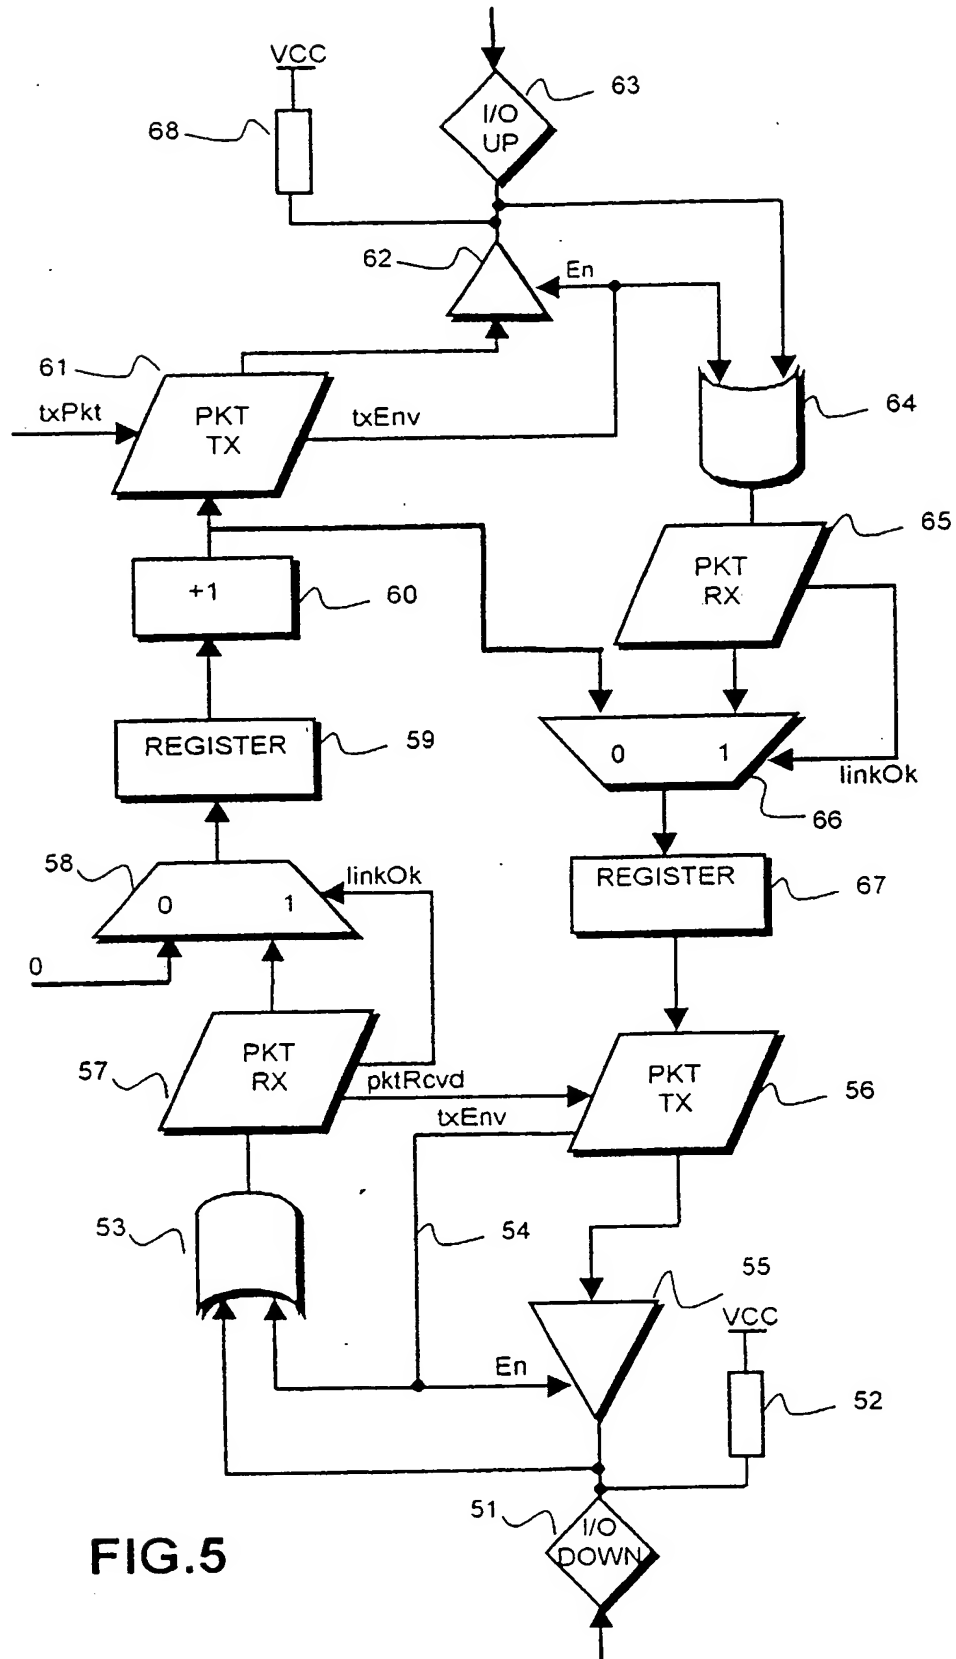 VCC
63
I/O
UP
68
62
En
61
txPkt
PKT
TX
txEnv
64
65
PKT
RX
+1
60
REGISTER
59
0 1
linkOk
66
58
linkOk
0 1
REGISTER
67
0
57
PKT
RX
pktRcvd
txEnv
PKT
TX
56
53
54
55
VCC
En
52
51
I/O
DOWN
FIG.5